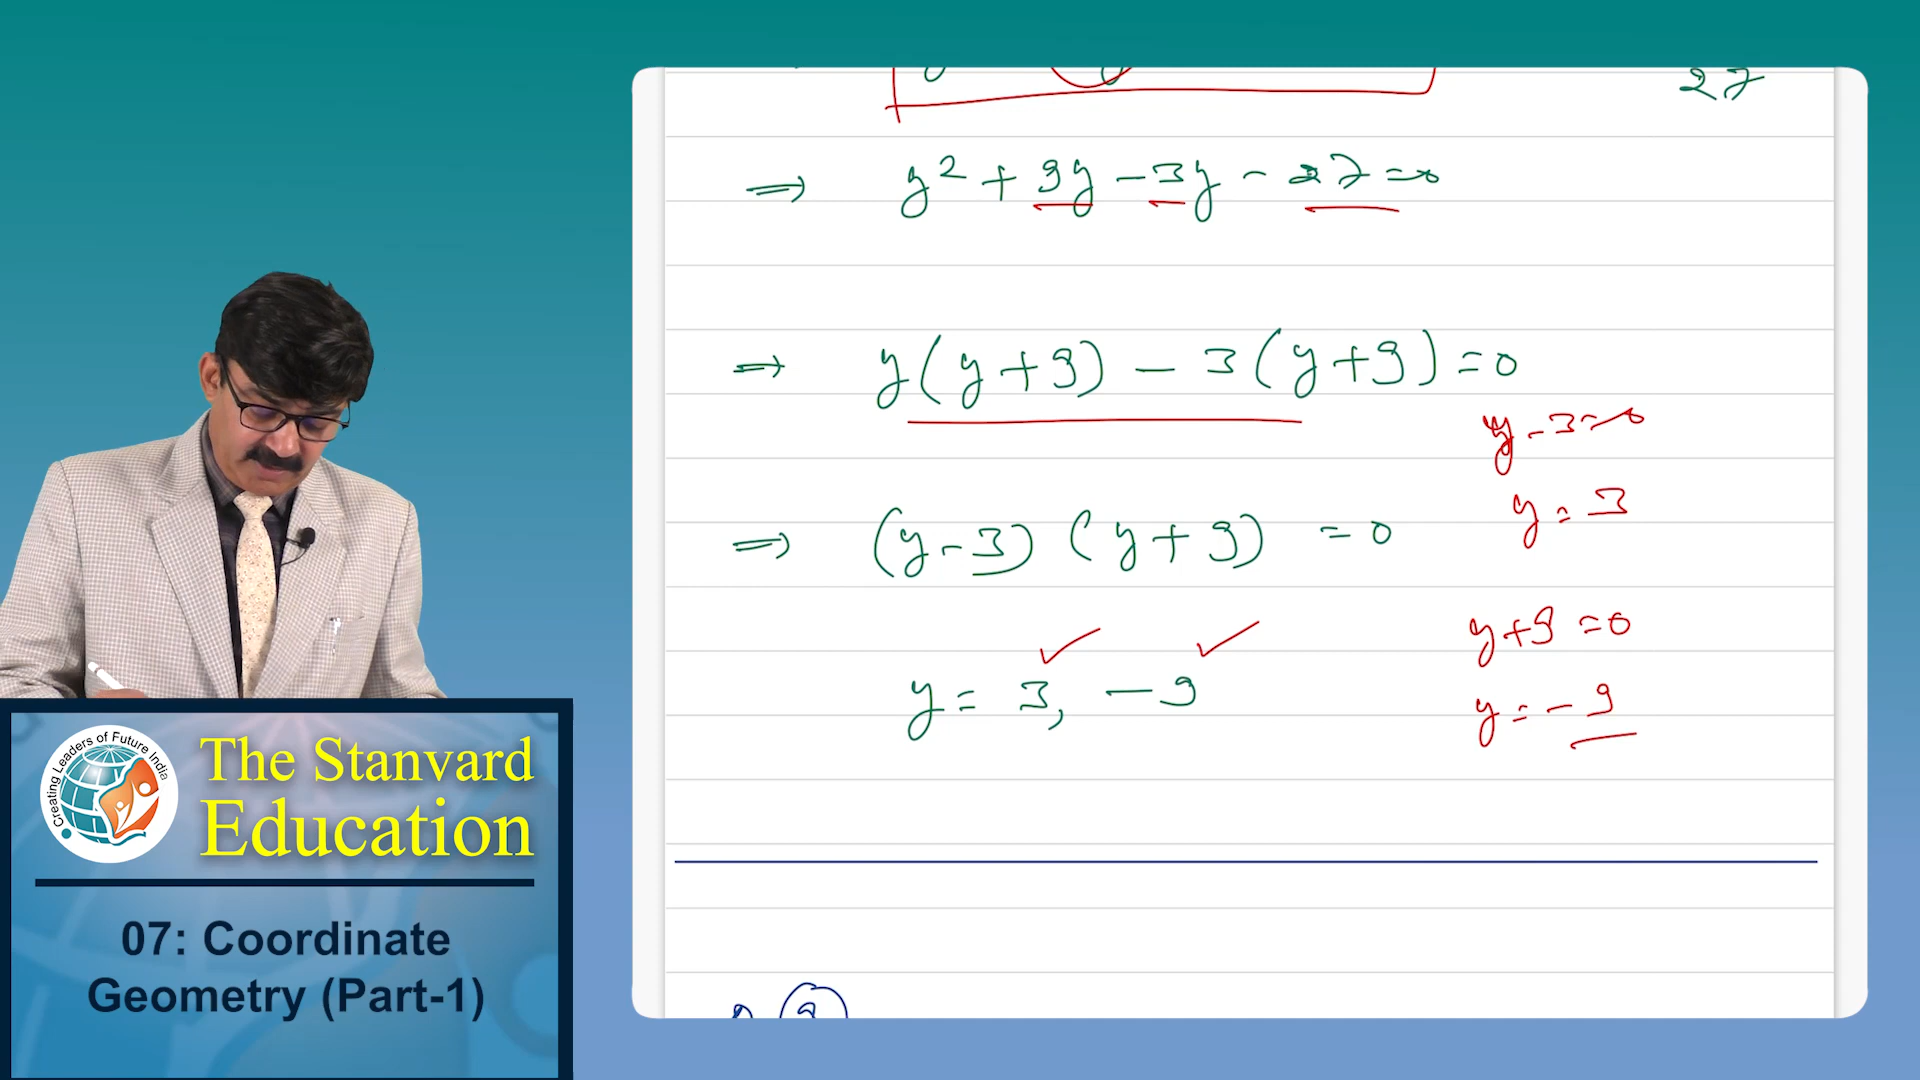 27
⇒ y² + 9y - 3y - 27 = 0
⇒ y(y+9) - 3(y+9) = 0
y - 3 = 0
y = 3
⇒ (y-3) (y+9) = 0
y + 9 = 0
y = 3, -9
y = -9
Creating Leaders of Future India
The Stanvard
Education
07: Coordinate
Geometry (Part-1)